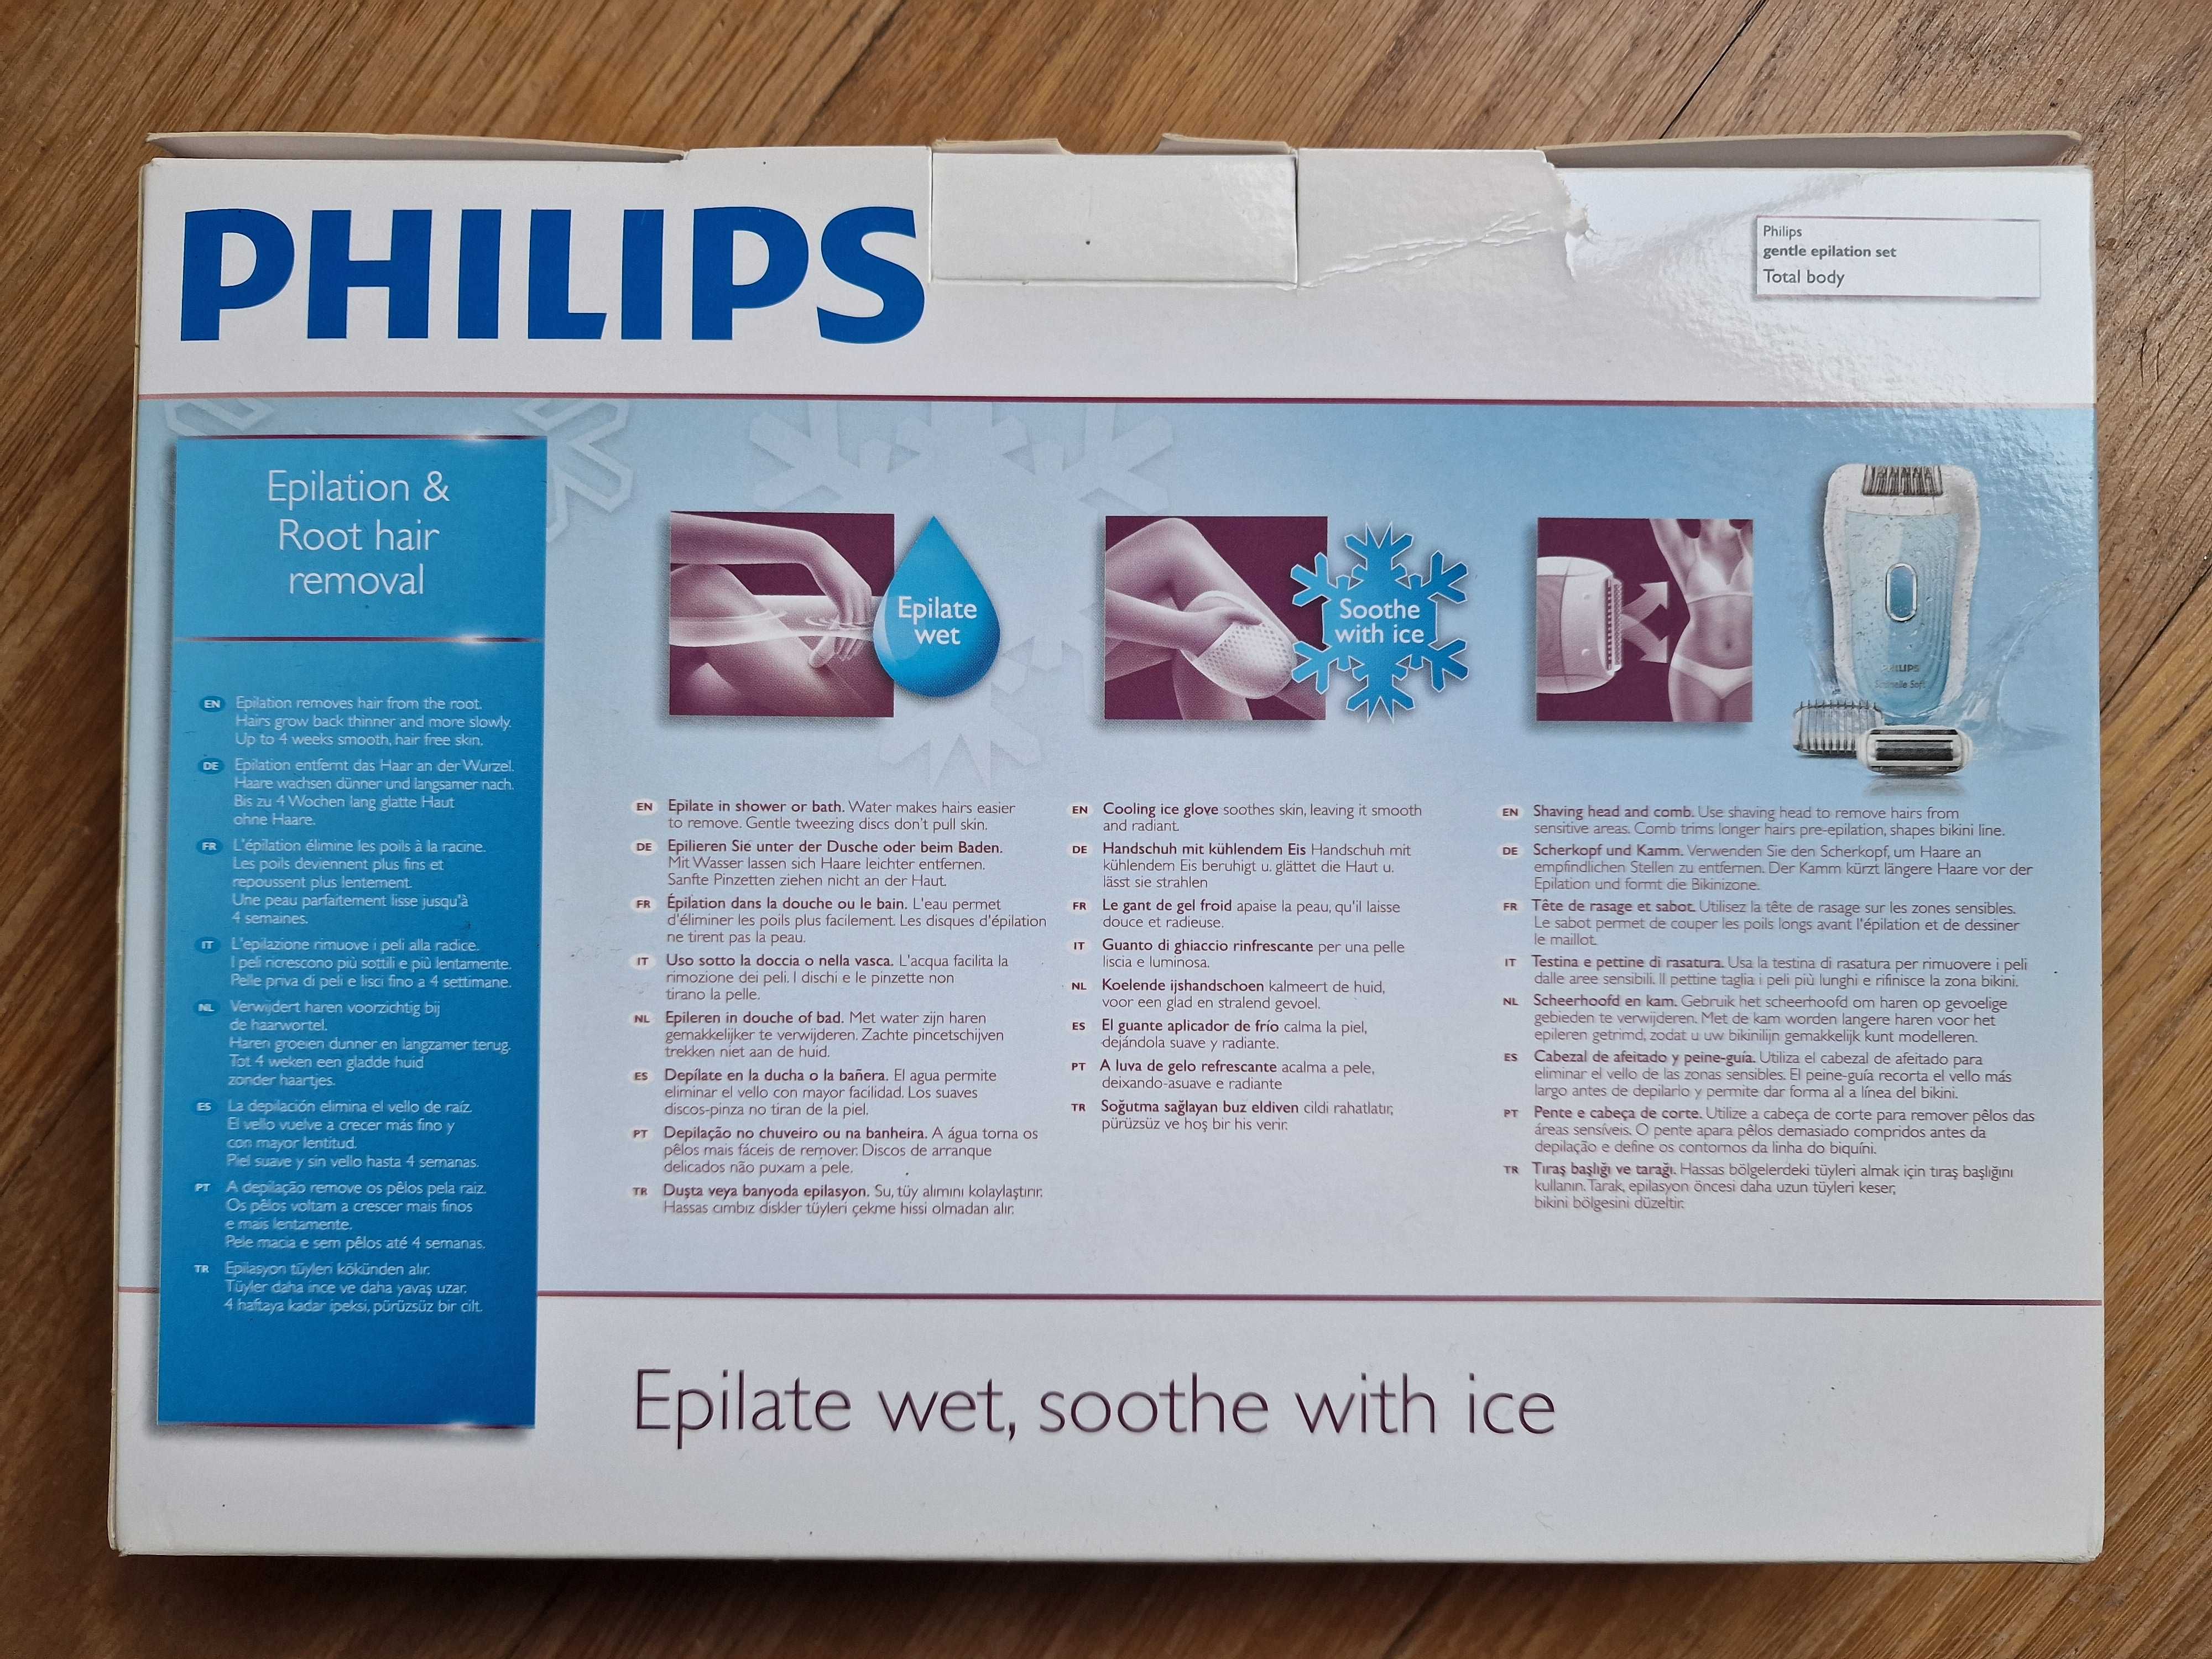 PHILIPS
Philips
gentle epilation set
Total body
Epilation &
Root hair
removal
EN Epilation removes hair from the root.
Hairs grow back thinner and more slowly.
Up to 4 weeks smooth, hair free skin.
DE Epilation entfernt das Haar an der Wurzel.
Haare wachsen dünner und langsamer nach.
Bis zu 4 Wochen lang glatte Haut
ohne Haare.
FR L'épilation élimine les poils à la racine.
Les poils deviennent plus fins et
repoussent plus lentement.
Une peau parfaitement lisse jusqu'à
4 semaines.
IT L'epilazione rimuove i peli alla radice.
I peli ricrescono più sottili e più lentamente.
Pelle priva di peli e lisci fino a 4 settimane.
NL Verwijdert haren voorzichtig bij
de haarwortel.
Haren groeien dunner en langzamer terug.
Tot 4 weken een gladde huid
zonder haartjes.
ES La depilación elimina el vello de raíz.
El vello vuelve a crecer más fino y
con mayor lentitud.
Piel suave y sin vello hasta 4 semanas.
PT A depilação remove os pêlos pela raiz.
Os pêlos voltam a crescer mais finos
e mais lentamente.
Pele macia e sem pêlos até 4 semanas.
TR Epilasyon tüyleri kökünden alır.
Tüyler daha ince ve daha yavaş uzar.
4 haftaya kadar ipeksi, pürüzsüz bir cilt.
Epilate
wet
EN Epilate in shower or bath. Water makes hairs easier
to remove. Gentle tweezing discs don't pull skin.
DE Epilieren Sie unter der Dusche oder beim Baden.
Mit Wasser lassen sich Haare leichter entfernen.
Sanfte Pinzetten ziehen nicht an der Haut.
FR Épilation dans la douche ou le bain. L'eau permet
d'éliminer les poils plus facilement. Les disques d'épilation
ne tirent pas la peau.
IT Uso sotto la doccia o nella vasca. L'acqua facilita la
rimozione dei peli. I dischi e le pinzette non
tirano la pelle.
NL Epileren in douche of bad. Met water zijn haren
gemakkelijker te verwijderen. Zachte pincetschijven
trekken niet aan de huid.
ES Depílate en la ducha o la bañera. El agua permite
eliminar el vello con mayor facilidad. Los suaves
discos-pinza no tiran de la piel.
PT Depilação no chuveiro ou na banheira. A água torna os
pêlos mais fáceis de remover. Discos de arranque
delicados não puxam a pele.
TR Duşta veya banyoda epilasyon. Su, tüy alımını kolaylaştırır.
Hassas cımbız diskler tüyleri çekme hissi olmadan alır.
Soothe
with ice
EN Cooling ice glove soothes skin, leaving it smooth
and radiant.
DE Handschuh mit kühlendem Eis Handschuh mit
kühlendem Eis beruhigt u. glättet die Haut u.
lässt sie strahlen
FR Le gant de gel froid apaise la peau, qu'il laisse
douce et radieuse.
IT Guanto di ghiaccio rinfrescante per una pelle
liscia e luminosa.
NL Koelende ijshandschoen kalmeert de huid,
voor een glad en stralend gevoel.
ES El guante aplicador de frío calma la piel,
dejándola suave y radiante.
PT A luva de gelo refrescante acalma a pele,
deixando-asuave e radiante
TR Soğutma sağlayan buz eldiven cildi rahatlatır,
pürüzsüz ve hoş bir his verir.
EN Shaving head and comb. Use shaving head to remove hairs from
sensitive areas. Comb trims longer hairs pre-epilation, shapes bikini line.
DE Scherkopf und Kamm. Verwenden Sie den Scherkopf, um Haare an
empfindlichen Stellen zu entfernen. Der Kamm kürzt längere Haare vor der
Epilation und formt die Bikinizone.
FR Tête de rasage et sabot. Utilisez la tête de rasage sur les zones sensibles.
Le sabot permet de couper les poils longs avant l'épilation et de dessiner
le maillot.
IT Testina e pettine di rasatura. Usa la testina di rasatura per rimuovere i peli
dalle aree sensibili. Il pettine taglia i peli più lunghi e rifinisce la zona bikini.
NL Scheerhoofd en kam. Gebruik het scheerhoofd om haren op gevoelige
gebieden te verwijderen. Met de kam worden langere haren voor het
epileren getrimd, zodat u uw bikinilijn gemakkelijk kunt modelleren.
ES Cabezal de afeitado y peine-guía. Utiliza el cabezal de afeitado para
eliminar el vello de las zonas sensibles. El peine-guía recorta el vello más
largo antes de depilarlo y permite dar forma al a línea del bikini.
PT Pente e cabeça de corte. Utilize a cabeça de corte para remover pêlos das
áreas sensíveis. O pente apara pêlos demasiado compridos antes da
depilação e define os contornos da linha do biquíni.
TR Tıraş başlığı ve tarağı. Hassas bölgelerdeki tüyleri almak için tıraş başlığını
kullanın. Tarak, epilasyon öncesi daha uzun tüyleri keser,
bikini bölgesini düzeltir.
PHILIPS
Epilate wet, soothe with ice